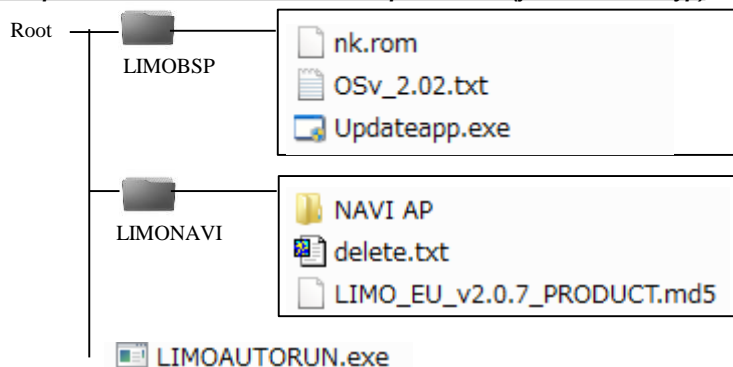 Root
LIMOBSP
nk.rom
OSv_2.02.txt
Updateapp.exe
LIMONAVI
NAVI AP
delete.txt
LIMO_EU_v2.0.7_PRODUCT.md5
LIMOAUTORUN.exe